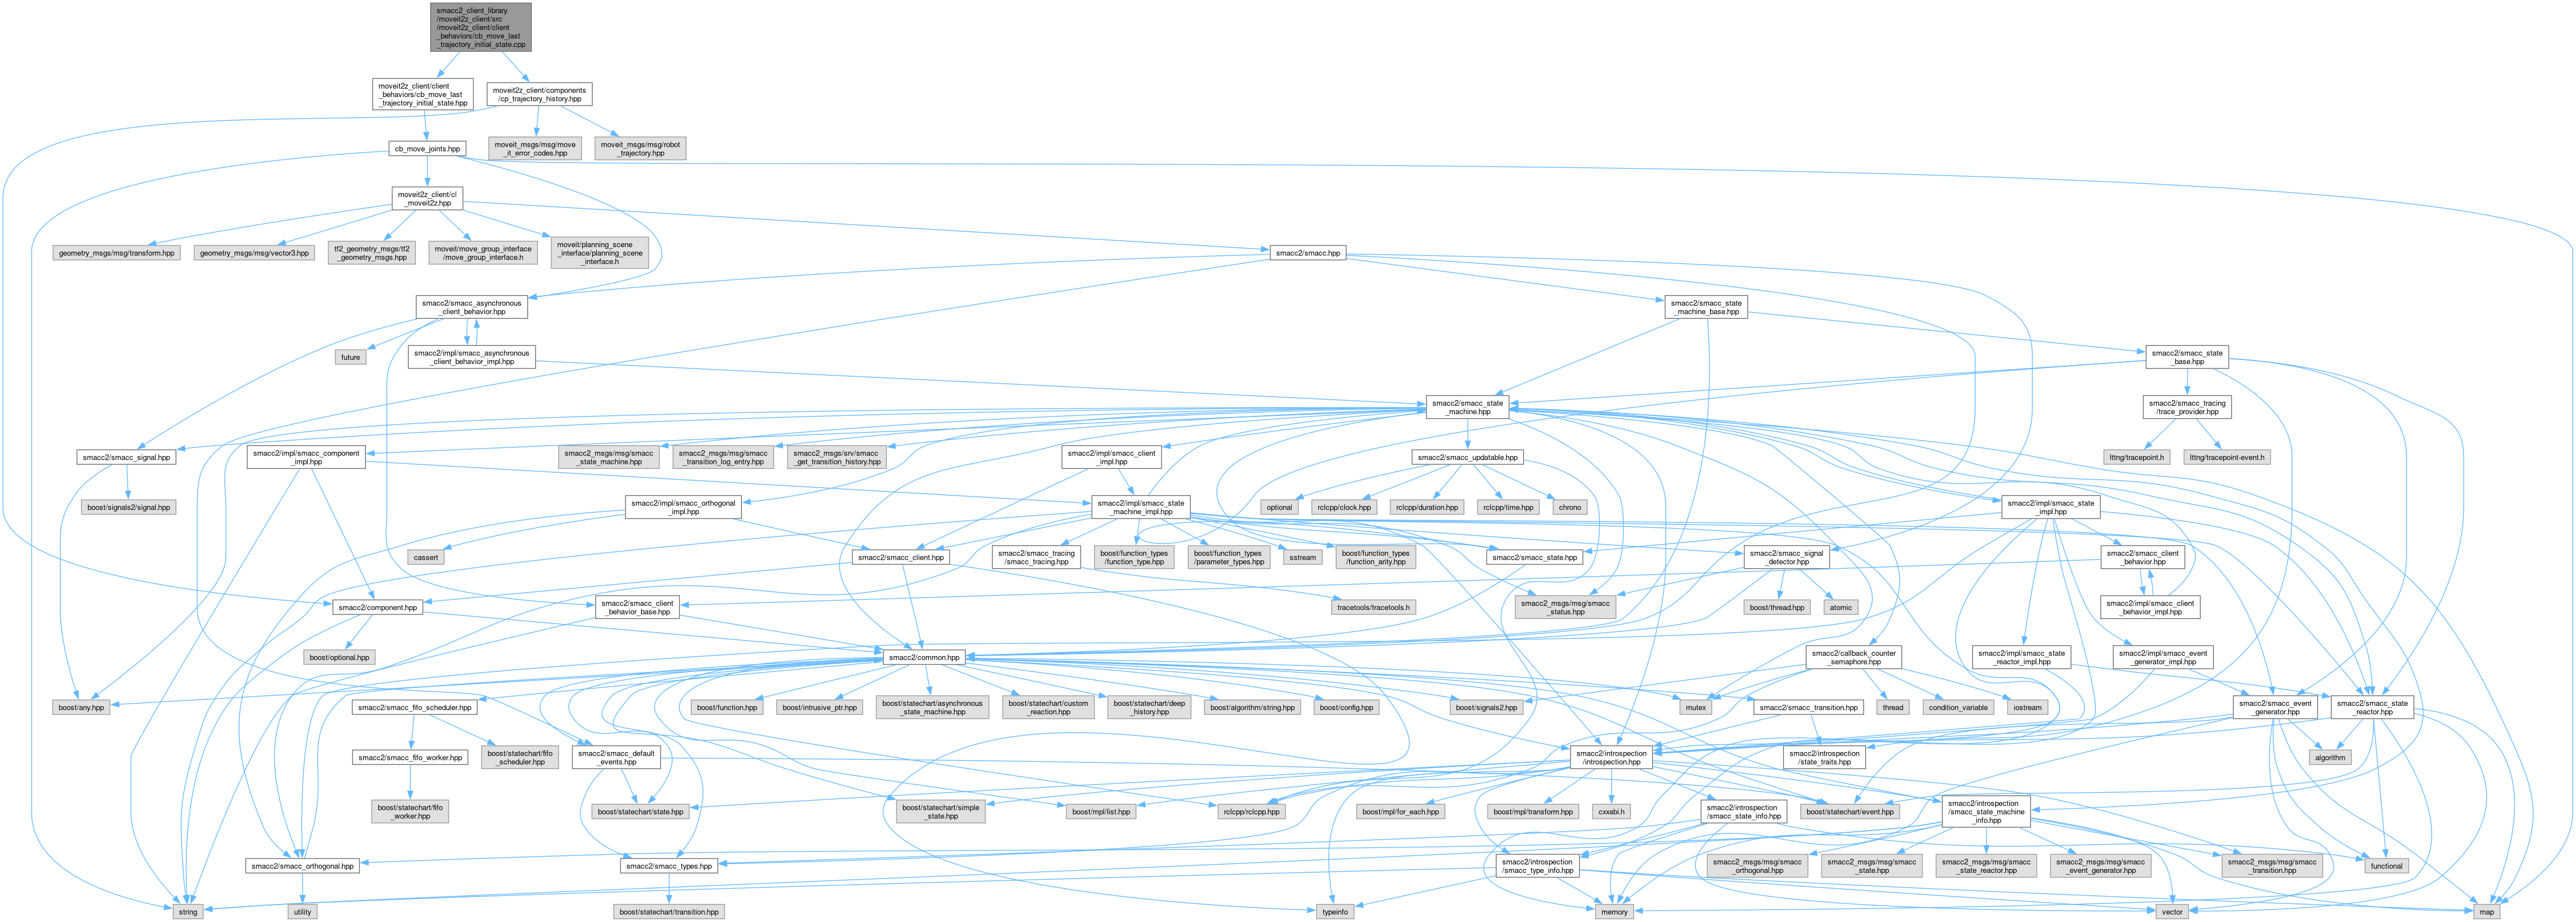 smacc2_client_library
/moveit2z_client/src
/moveit2z_client/client
_behaviors/cb_move_last
_trajectory_initial_state.cpp
moveit2z_client/client
_behaviors/cb_move_last
_trajectory_initial_state.hpp
moveit2z_client/components
/cp_trajectory_history.hpp
cb_move_joints.hpp
moveit_msgs/msg/move
_it_error_codes.hpp
moveit_msgs/msg/robot
_trajectory.hpp
moveit2z_client/cl
_moveit2z.hpp
geometry_msgs/msg/transform.hpp
geometry_msgs/msg/vector3.hpp
tf2_geometry_msgs/tf2
_geometry_msgs.hpp
moveit/move_group_interface
/move_group_interface.h
moveit/planning_scene
_interface/planning_scene
_interface.h
smacc2/smacc.hpp
smacc2/smacc_asynchronous
_client_behavior.hpp
smacc2/smacc_state
_machine_base.hpp
future
smacc2/impl/smacc_asynchronous
_client_behavior_impl.hpp
smacc2/smacc_state
_base.hpp
smacc2/smacc_state
_machine.hpp
smacc2/smacc_tracing
/trace_provider.hpp
smacc2/smacc_signal.hpp
smacc2/impl/smacc_component
_impl.hpp
smacc2_msgs/msg/smacc
_state_machine.hpp
smacc2_msgs/msg/smacc
_transition_log_entry.hpp
smacc2_msgs/srv/smacc
_get_transition_history.hpp
smacc2/impl/smacc_client
_impl.hpp
smacc2/smacc_updatable.hpp
lttng/tracepoint.h
lttng/tracepoint-event.h
boost/signals2/signal.hpp
smacc2/impl/smacc_orthogonal
_impl.hpp
smacc2/impl/smacc_state
_machine_impl.hpp
optional
rclcpp/clock.hpp
rclcpp/duration.hpp
rclcpp/time.hpp
chrono
smacc2/impl/smacc_state
_impl.hpp
cassert
smacc2/smacc_client.hpp
smacc2/smacc_tracing
/smacc_tracing.hpp
boost/function_types
/function_type.hpp
boost/function_types
/parameter_types.hpp
sstream
boost/function_types
/function_arity.hpp
smacc2/smacc_state.hpp
smacc2/smacc_signal
_detector.hpp
smacc2/smacc_client
_behavior.hpp
smacc2/component.hpp
smacc2/smacc_client
_behavior_base.hpp
tracetools/tracetools.h
smacc2_msgs/msg/smacc
_status.hpp
boost/thread.hpp
atomic
smacc2/impl/smacc_client
_behavior_impl.hpp
boost/optional.hpp
smacc2/common.hpp
smacc2/callback_counter
_semaphore.hpp
smacc2/impl/smacc_state
_reactor_impl.hpp
smacc2/impl/smacc_event
_generator_impl.hpp
boost/any.hpp
smacc2/smacc_fifo_scheduler.hpp
boost/function.hpp
boost/intrusive_ptr.hpp
boost/statechart/asynchronous
_state_machine.hpp
boost/statechart/custom
_reaction.hpp
boost/statechart/deep
_history.hpp
boost/algorithm/string.hpp
boost/config.hpp
boost/signals2.hpp
mutex
smacc2/smacc_transition.hpp
thread
condition_variable
iostream
smacc2/smacc_event
_generator.hpp
smacc2/smacc_state
_reactor.hpp
smacc2/smacc_fifo_worker.hpp
boost/statechart/fifo
_scheduler.hpp
smacc2/smacc_default
_events.hpp
smacc2/introspection
/introspection.hpp
smacc2/introspection
/state_traits.hpp
algorithm
boost/statechart/fifo
_worker.hpp
boost/statechart/state.hpp
boost/statechart/simple
_state.hpp
boost/mpl/list.hpp
rclcpp/rclcpp.hpp
boost/mpl/for_each.hpp
boost/mpl/transform.hpp
cxxabi.h
smacc2/introspection
/smacc_state_info.hpp
boost/statechart/event.hpp
smacc2/introspection
/smacc_state_machine
_info.hpp
smacc2/smacc_orthogonal.hpp
smacc2/smacc_types.hpp
smacc2/introspection
/smacc_type_info.hpp
smacc2_msgs/msg/smacc
_orthogonal.hpp
smacc2_msgs/msg/smacc
_state.hpp
smacc2_msgs/msg/smacc
_state_reactor.hpp
smacc2_msgs/msg/smacc
_event_generator.hpp
smacc2_msgs/msg/smacc
_transition.hpp
functional
string
utility
boost/statechart/transition.hpp
typeinfo
memory
vector
map